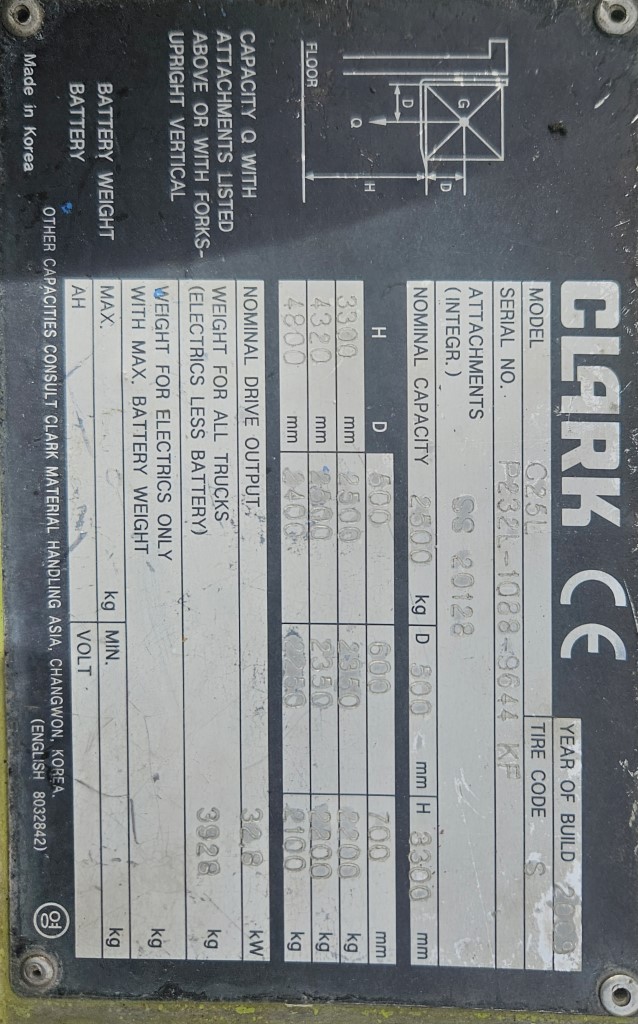 CLARK CE
YEAR OF BUILD 2009
MODEL C25L TIRE CODE S
SERIAL NO. P232L-1088-9644 KF
ATTACHMENTS
(INTEGR.) SS 20128
NOMINAL CAPACITY 2500 kg D 500 - mm H 3300 mm
H D 500 600 700 mm
3300 mm 2500 2350 2200 kg
4320 mm 2500 2350 2200 kg
4800 mm 2400 2100 kg
NOMINAL DRIVE OUTPUT, 32,8 kW
WEIGHT FOR ALL TRUCKS
(ELECTRICS LESS BATTERY) 3928 kg
WEIGHT FOR ELECTRICS ONLY
WITH MAX. BATTERY WEIGHT kg
BATTERY WEIGHT MAX. kg MIN. kg
BATTERY AH VOLT
G
D
Q
D
H
FLOOR
CAPACITY Q WITH
ATTACHMENTS LISTED
ABOVE OR WITH FORKS-
UPRIGHT VERTICAL
OTHER CAPACITIES CONSULT CLARK MATERIAL HANDLING ASIA, CHANGWON, KOREA.
(ENGLISH 8032842)
Made in Korea
영